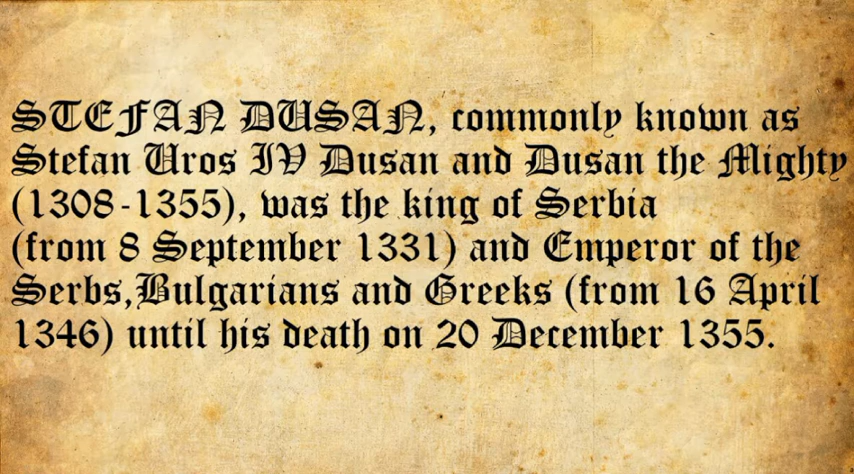 STEFAN DUSAN, commonly known as
Stefan Uros IV Dusan and Dusan the Mighty
(1308-1355), was the king of Serbia
(from 8 September 1331) and Emperor of the
Serbs,Bulgarians and Greeks (from 16 April
1346) until his death on 20 December 1355.